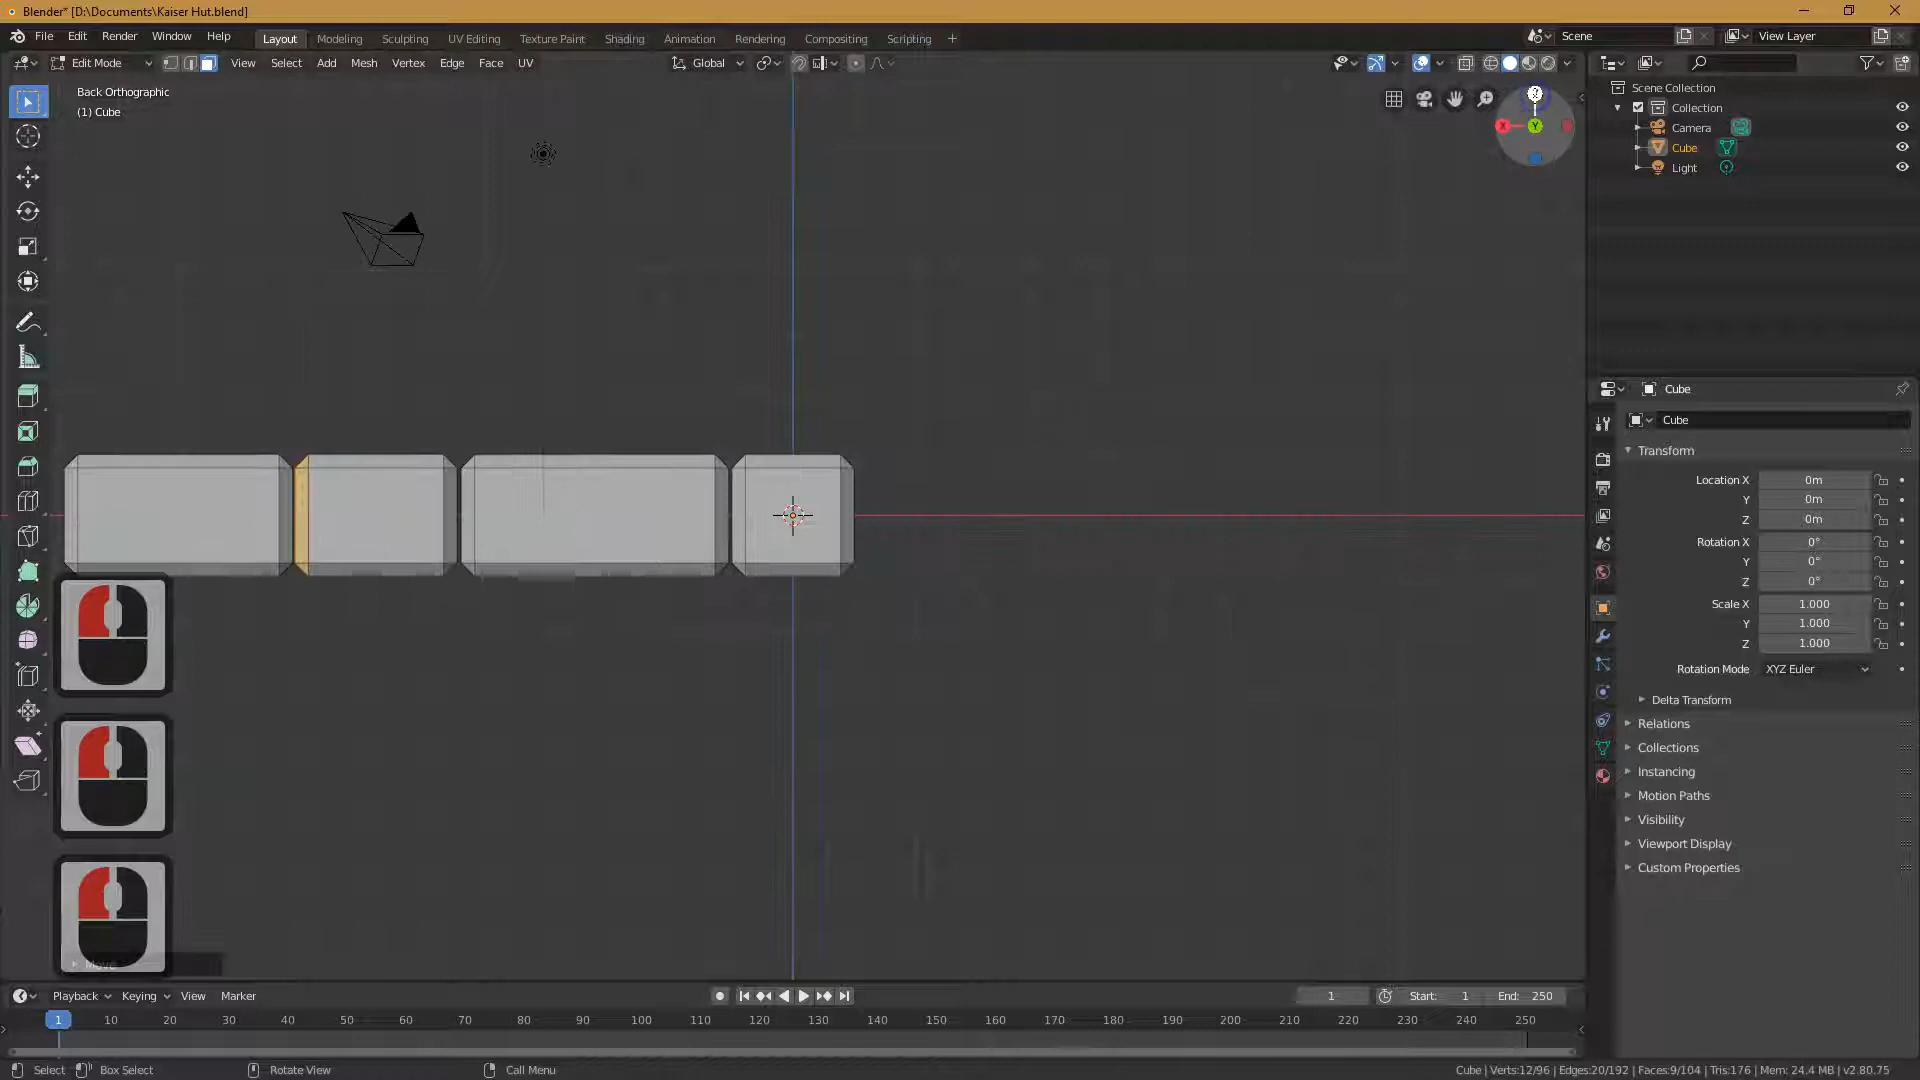 Blender* [D:\Documents\Kaiser Hut.blend]
File Edit Render Window Help
Layout Modeling Sculpting UV Editing Texture Paint Shading Animation Rendering Compositing Scripting
Scene
View Layer
Edit Mode
View Select Add Mesh Vertex Edge Face UV
Global
Back Orthographic
(1) Cube
X
Y
Scene Collection
Collection
Camera
Cube
Light
Cube
Cube
Transform
Location X 0m
Y 0m
Z 0m
Rotation X 0°
Y 0°
Z 0°
Scale X 1.000
Y 1.000
Z 1.000
Rotation Mode XYZ Euler
Delta Transform
Relations
Collections
Instancing
Motion Paths
Visibility
Viewport Display
Custom Properties
Move
Playback Keying View Marker
1 Start: 1 End: 250
1 10 20 30 40 50 60 70 80 90 100 110 120 130 140 150 160 170 180 190 200 210 220 230 240 250
Select Box Select Rotate View Call Menu
Cube | Verts:12/96 | Edges:20/192 | Faces:9/104 | Tris:176 | Mem: 24.4 MB | v2.80.75